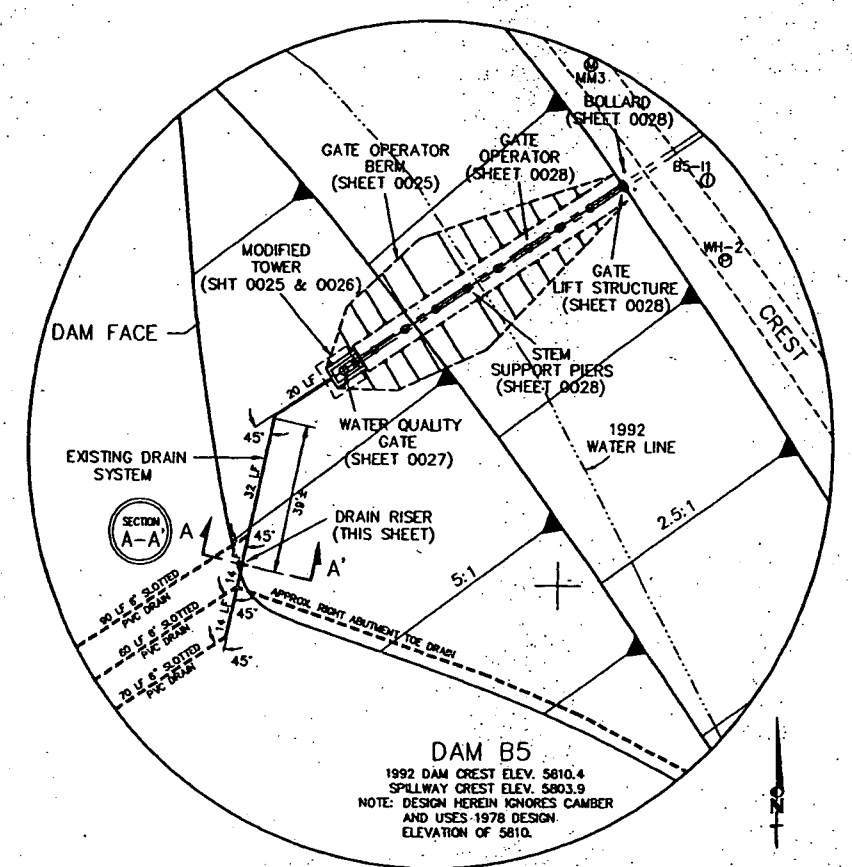 MM3
BOLLARD
(SHEET 0028)
GATE OPERATOR
BERM
(SHEET 0025)
GATE
OPERATOR
(SHEET 0028)
B5-I1
MODIFIED
TOWER
(SHT 0025 & 0026)
WH-2
GATE
LIFT STRUCTURE
(SHEET 0028)
CREST
DAM FACE
STEM
SUPPORT PIERS
(SHEET 0028)
20 LF
WATER QUALITY
GATE
(SHEET 0027)
1992
WATER LINE
45°
EXISTING DRAIN
SYSTEM
32 LF
39'±
SECTION
A-A'
A
DRAIN RISER
(THIS SHEET)
45°
A'
2.5:1
5:1
14
14 LF
45°
45°
90 LF 6" SLOTTED
PVC DRAIN
60 LF 6" SLOTTED
PVC DRAIN
70 LF 6" SLOTTED
PVC DRAIN
APPROX. RIGHT ABUTMENT TOE DRAIN
DAM B5
1992 DAM CREST ELEV. 5810.4
SPILLWAY CREST ELEV. 5803.9
NOTE: DESIGN HEREIN IGNORES CAMBER
AND USES 1978 DESIGN
ELEVATION OF 5810.
N